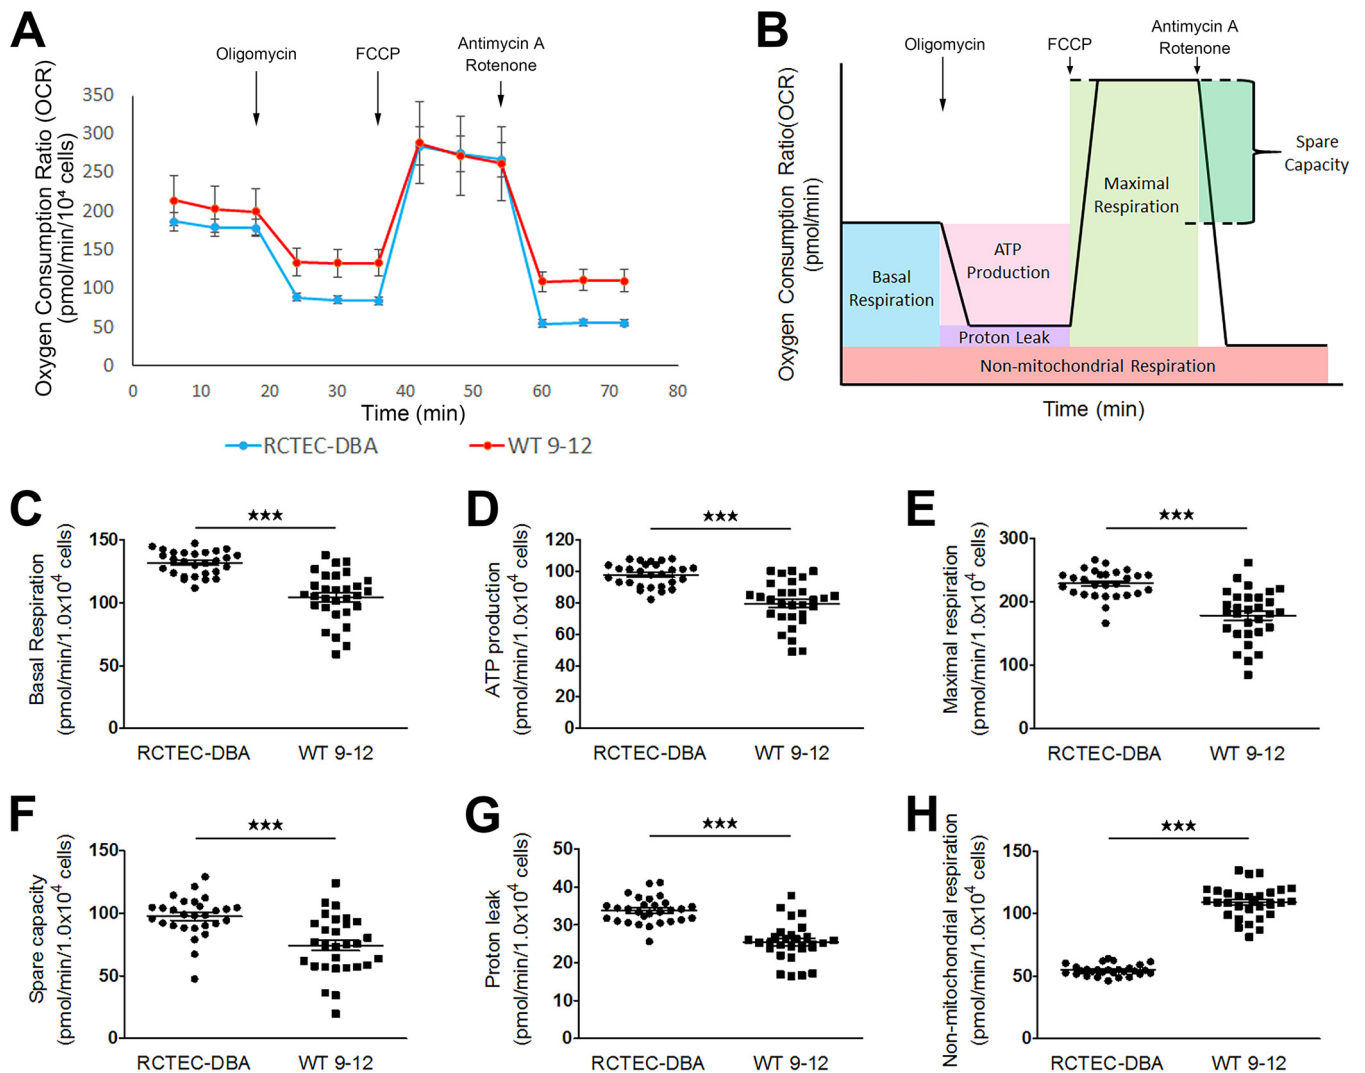 A
Oligomycin
FCCP
Antimycin A
Rotenone
Oxygen Consumption Ratio (OCR)
(pmol/min/10⁴ cells)
350
300
250
200
150
100
50
0
0 10 20 30 40 50 60 70 80
Time (min)
RCTEC-DBA WT 9-12
B
Oligomycin
FCCP
Antimycin A
Rotenone
Oxygen Consumption Ratio(OCR)
(pmol/min)
Spare
Capacity
Maximal
Respiration
ATP
Production
Basal
Respiration
Proton Leak
Non-mitochondrial Respiration
Time (min)
C
★★★
Basal Respiration
(pmol/min/1.0x10⁴ cells)
150
100
50
0
RCTEC-DBA WT 9-12
D
★★★
ATP production
(pmol/min/1.0x10⁴ cells)
120
100
80
60
40
20
0
RCTEC-DBA WT 9-12
E
★★★
Maximal respiration
(pmol/min/1.0x10⁴ cells)
300
200
100
0
RCTEC-DBA WT 9-12
F
★★★
Spare capacity
(pmol/min/1.0x10⁴ cells)
150
100
50
0
RCTEC-DBA WT 9-12
G
★★★
Proton leak
(pmol/min/1.0x10⁴ cells)
50
40
30
20
10
0
RCTEC-DBA WT 9-12
H
★★★
Non-mitochondrial respiration
(pmol/min/1.0x10⁴ cells)
150
100
50
0
RCTEC-DBA WT 9-12